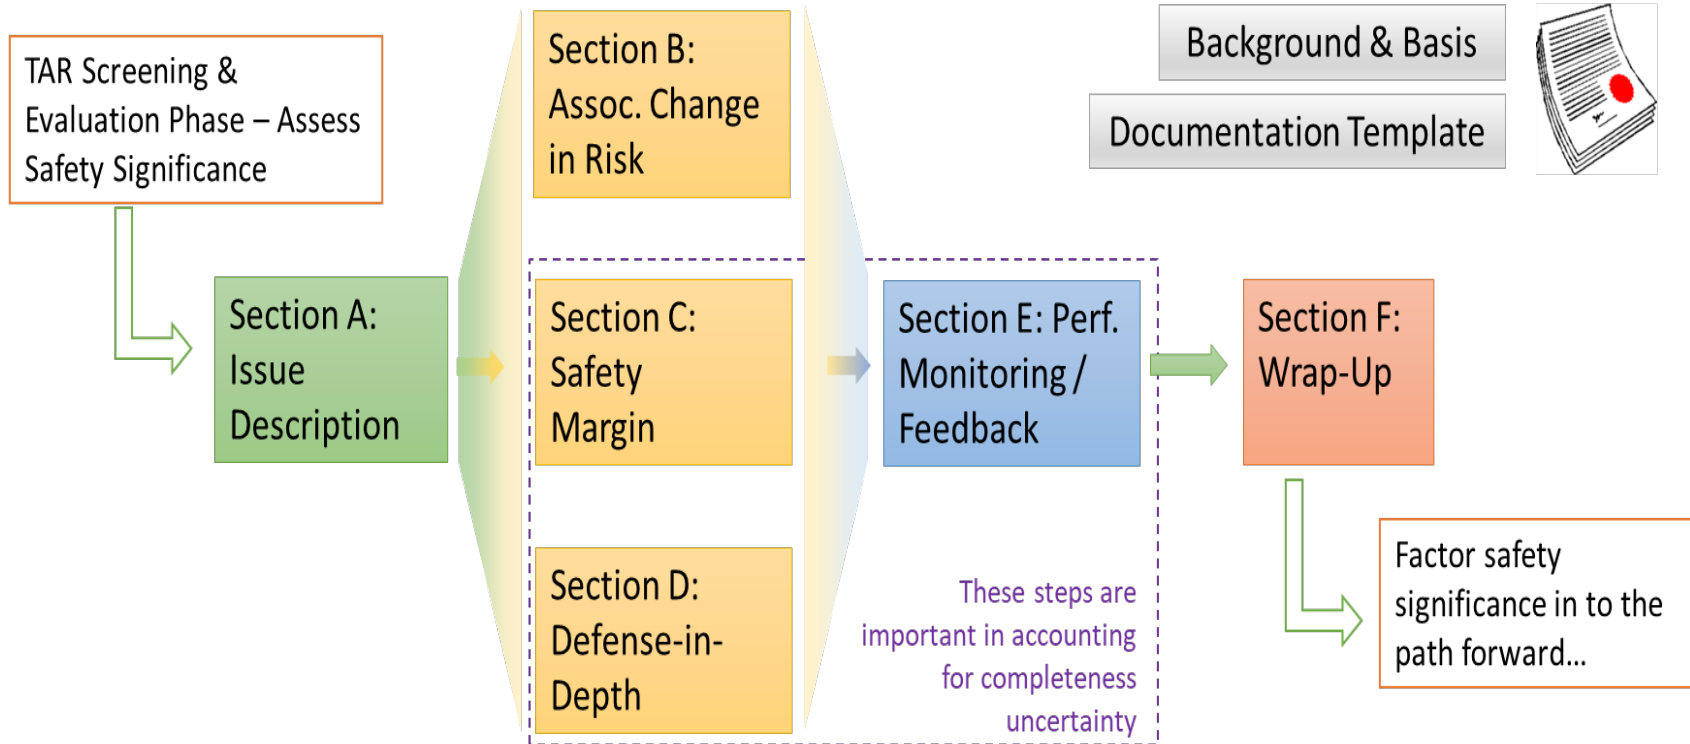 TAR Screening &
Evaluation Phase – Assess
Safety Significance
Section A:
Issue
Description
Section B:
Assoc. Change
in Risk
Section C:
Safety
Margin
Section D:
Defense-in-
Depth
Section E: Perf.
Monitoring /
Feedback
These steps are
important in accounting
for completeness
uncertainty
Section F:
Wrap-Up
Factor safety
significance in to the
path forward...
Background & Basis
Documentation Template